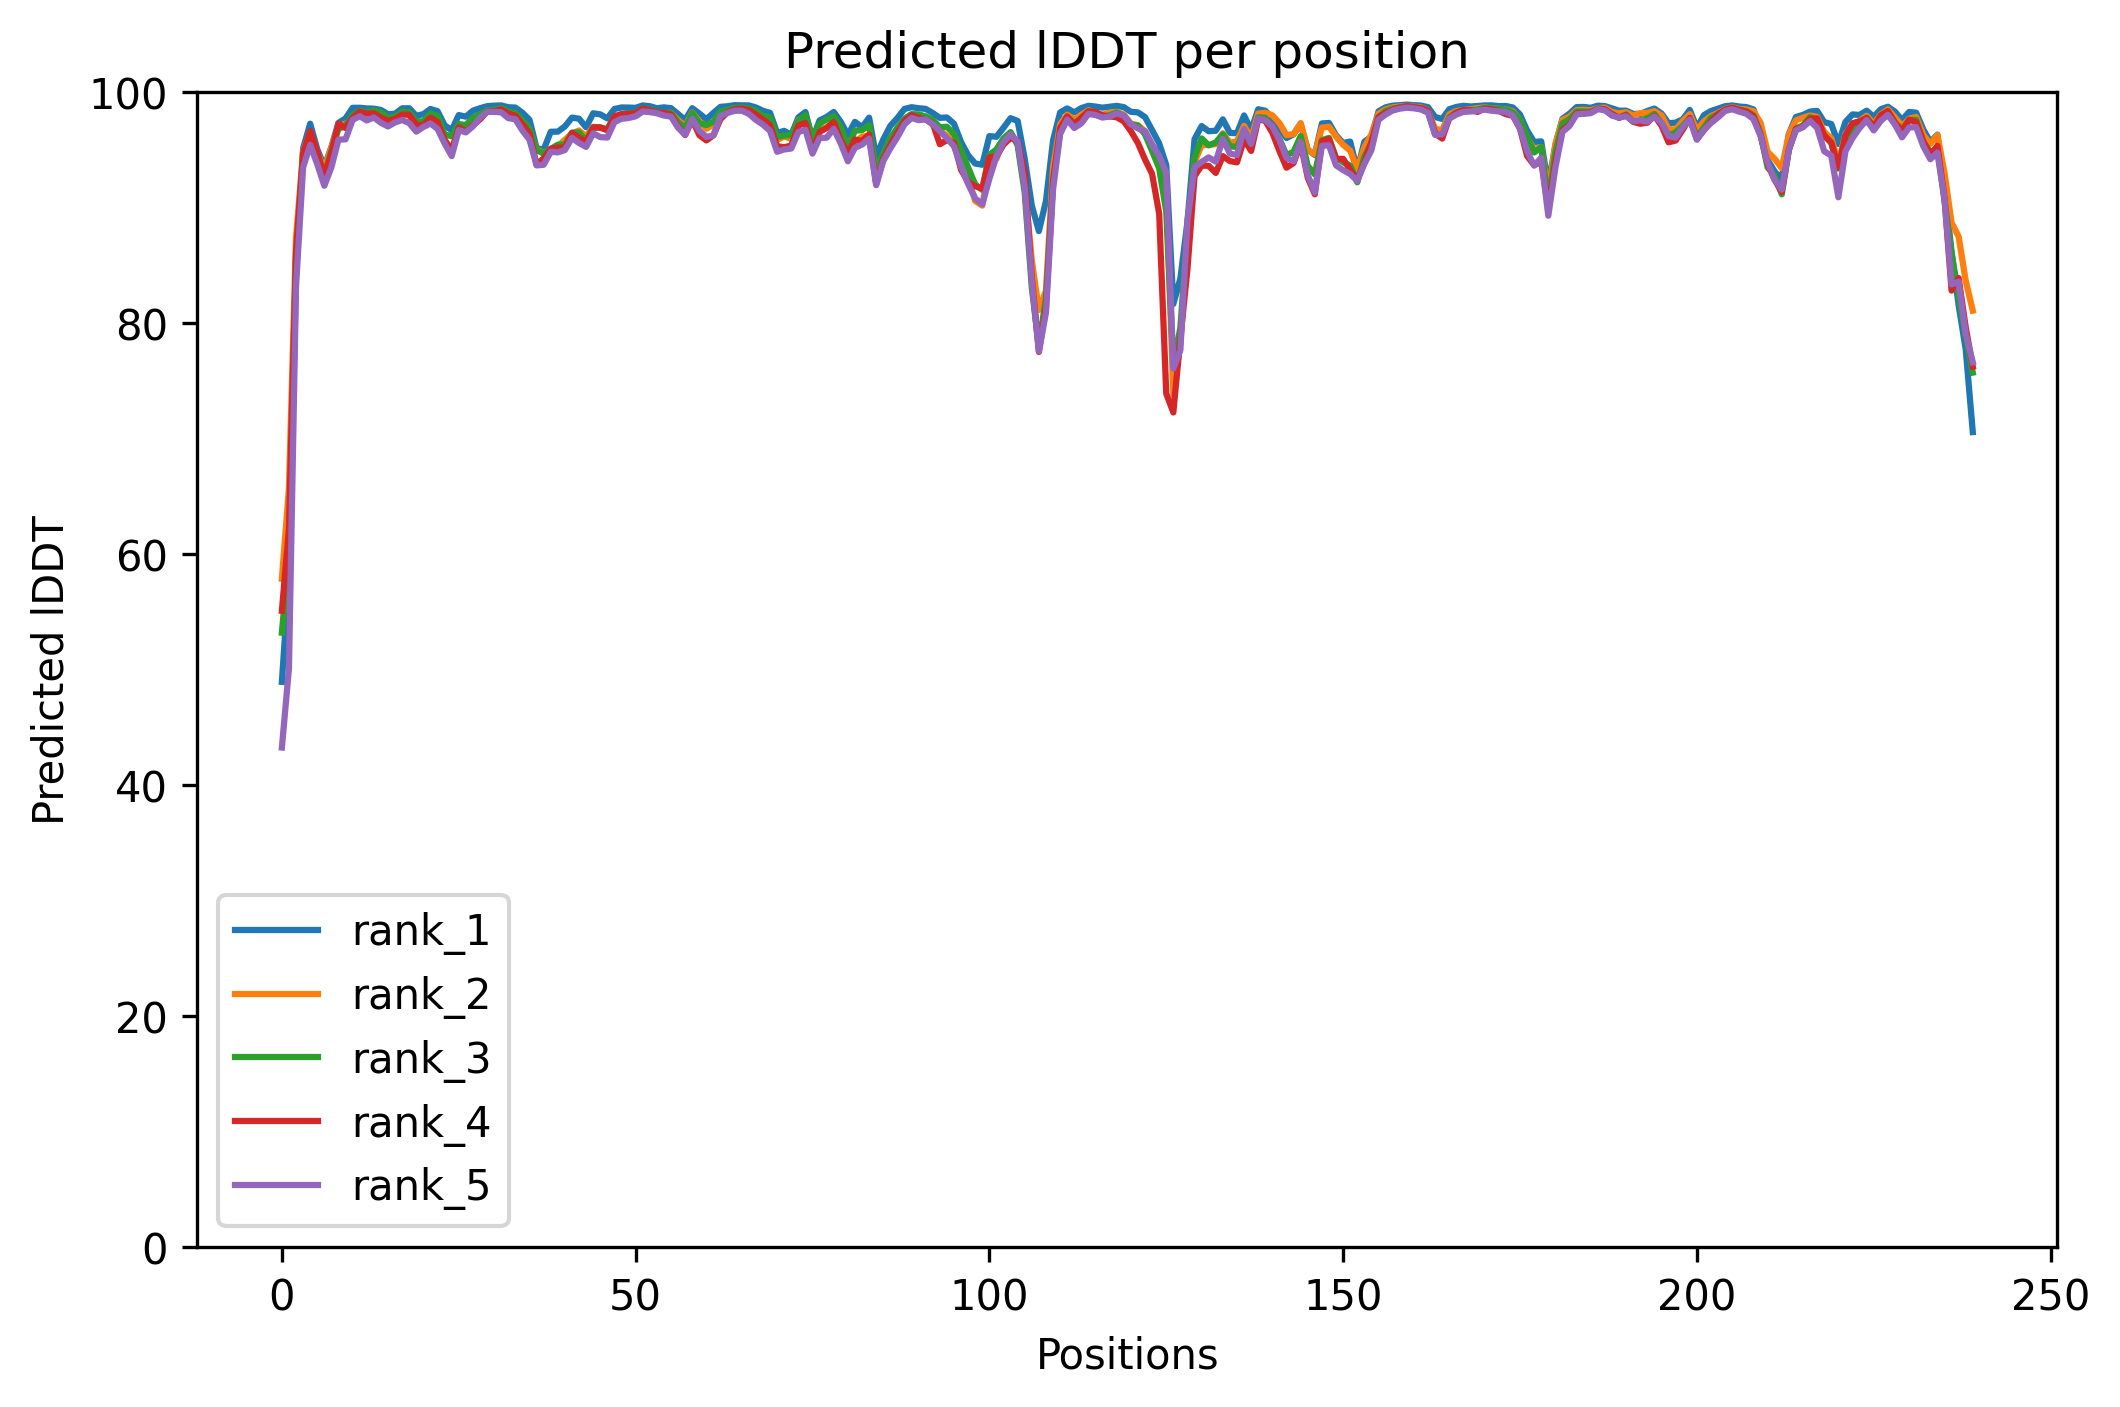 Predicted lDDT per position
100
80
60
40
20
0
Predicted lDDT
rank_1
rank_2
rank_3
rank_4
rank_5
0 50 100 150 200 250
Positions